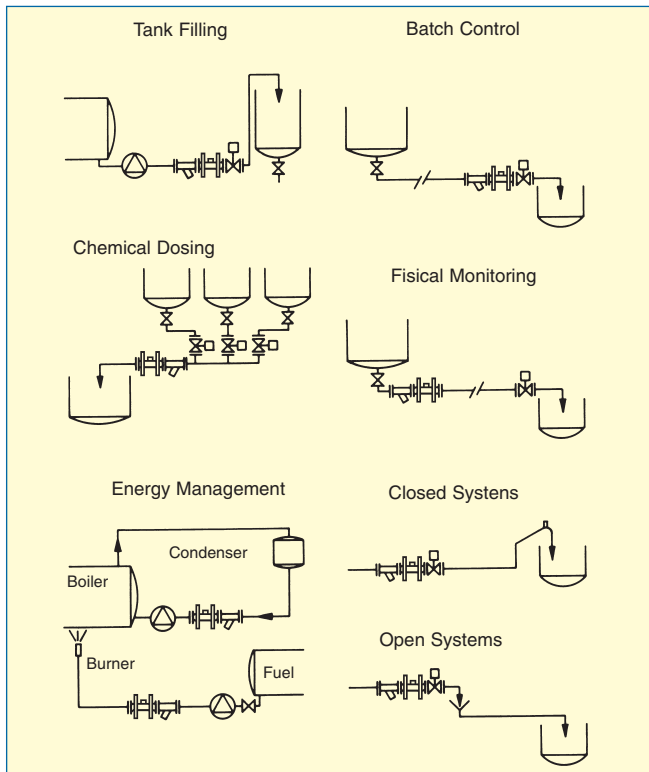 Tank Filling
Batch Control
Chemical Dosing
Fisical Monitoring
Energy Management
Closed Systens
Condenser
Boiler
Open Systems
Burner
Fuel